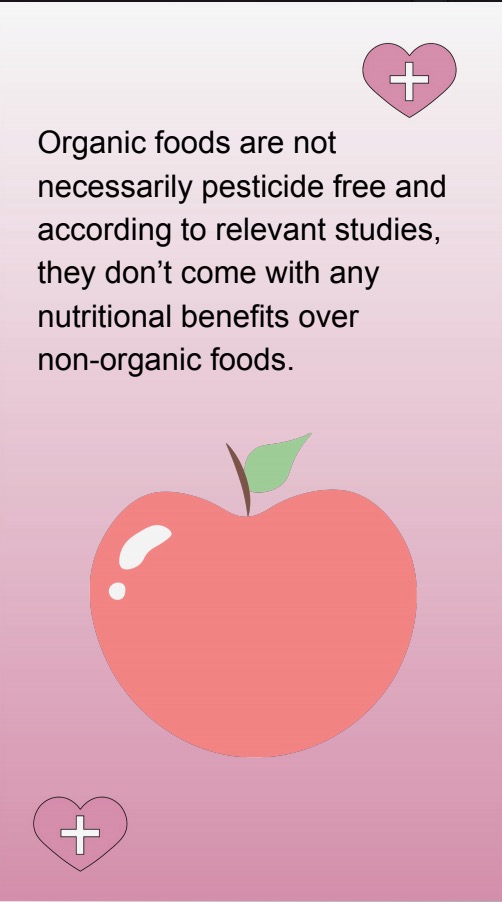 Organic foods are not
necessarily pesticide free and
according to relevant studies,
they don’t come with any
nutritional benefits over
non-organic foods.